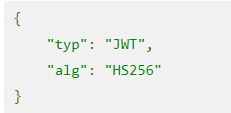 {
    "typ": "JWT",
    "alg": "HS256"
}